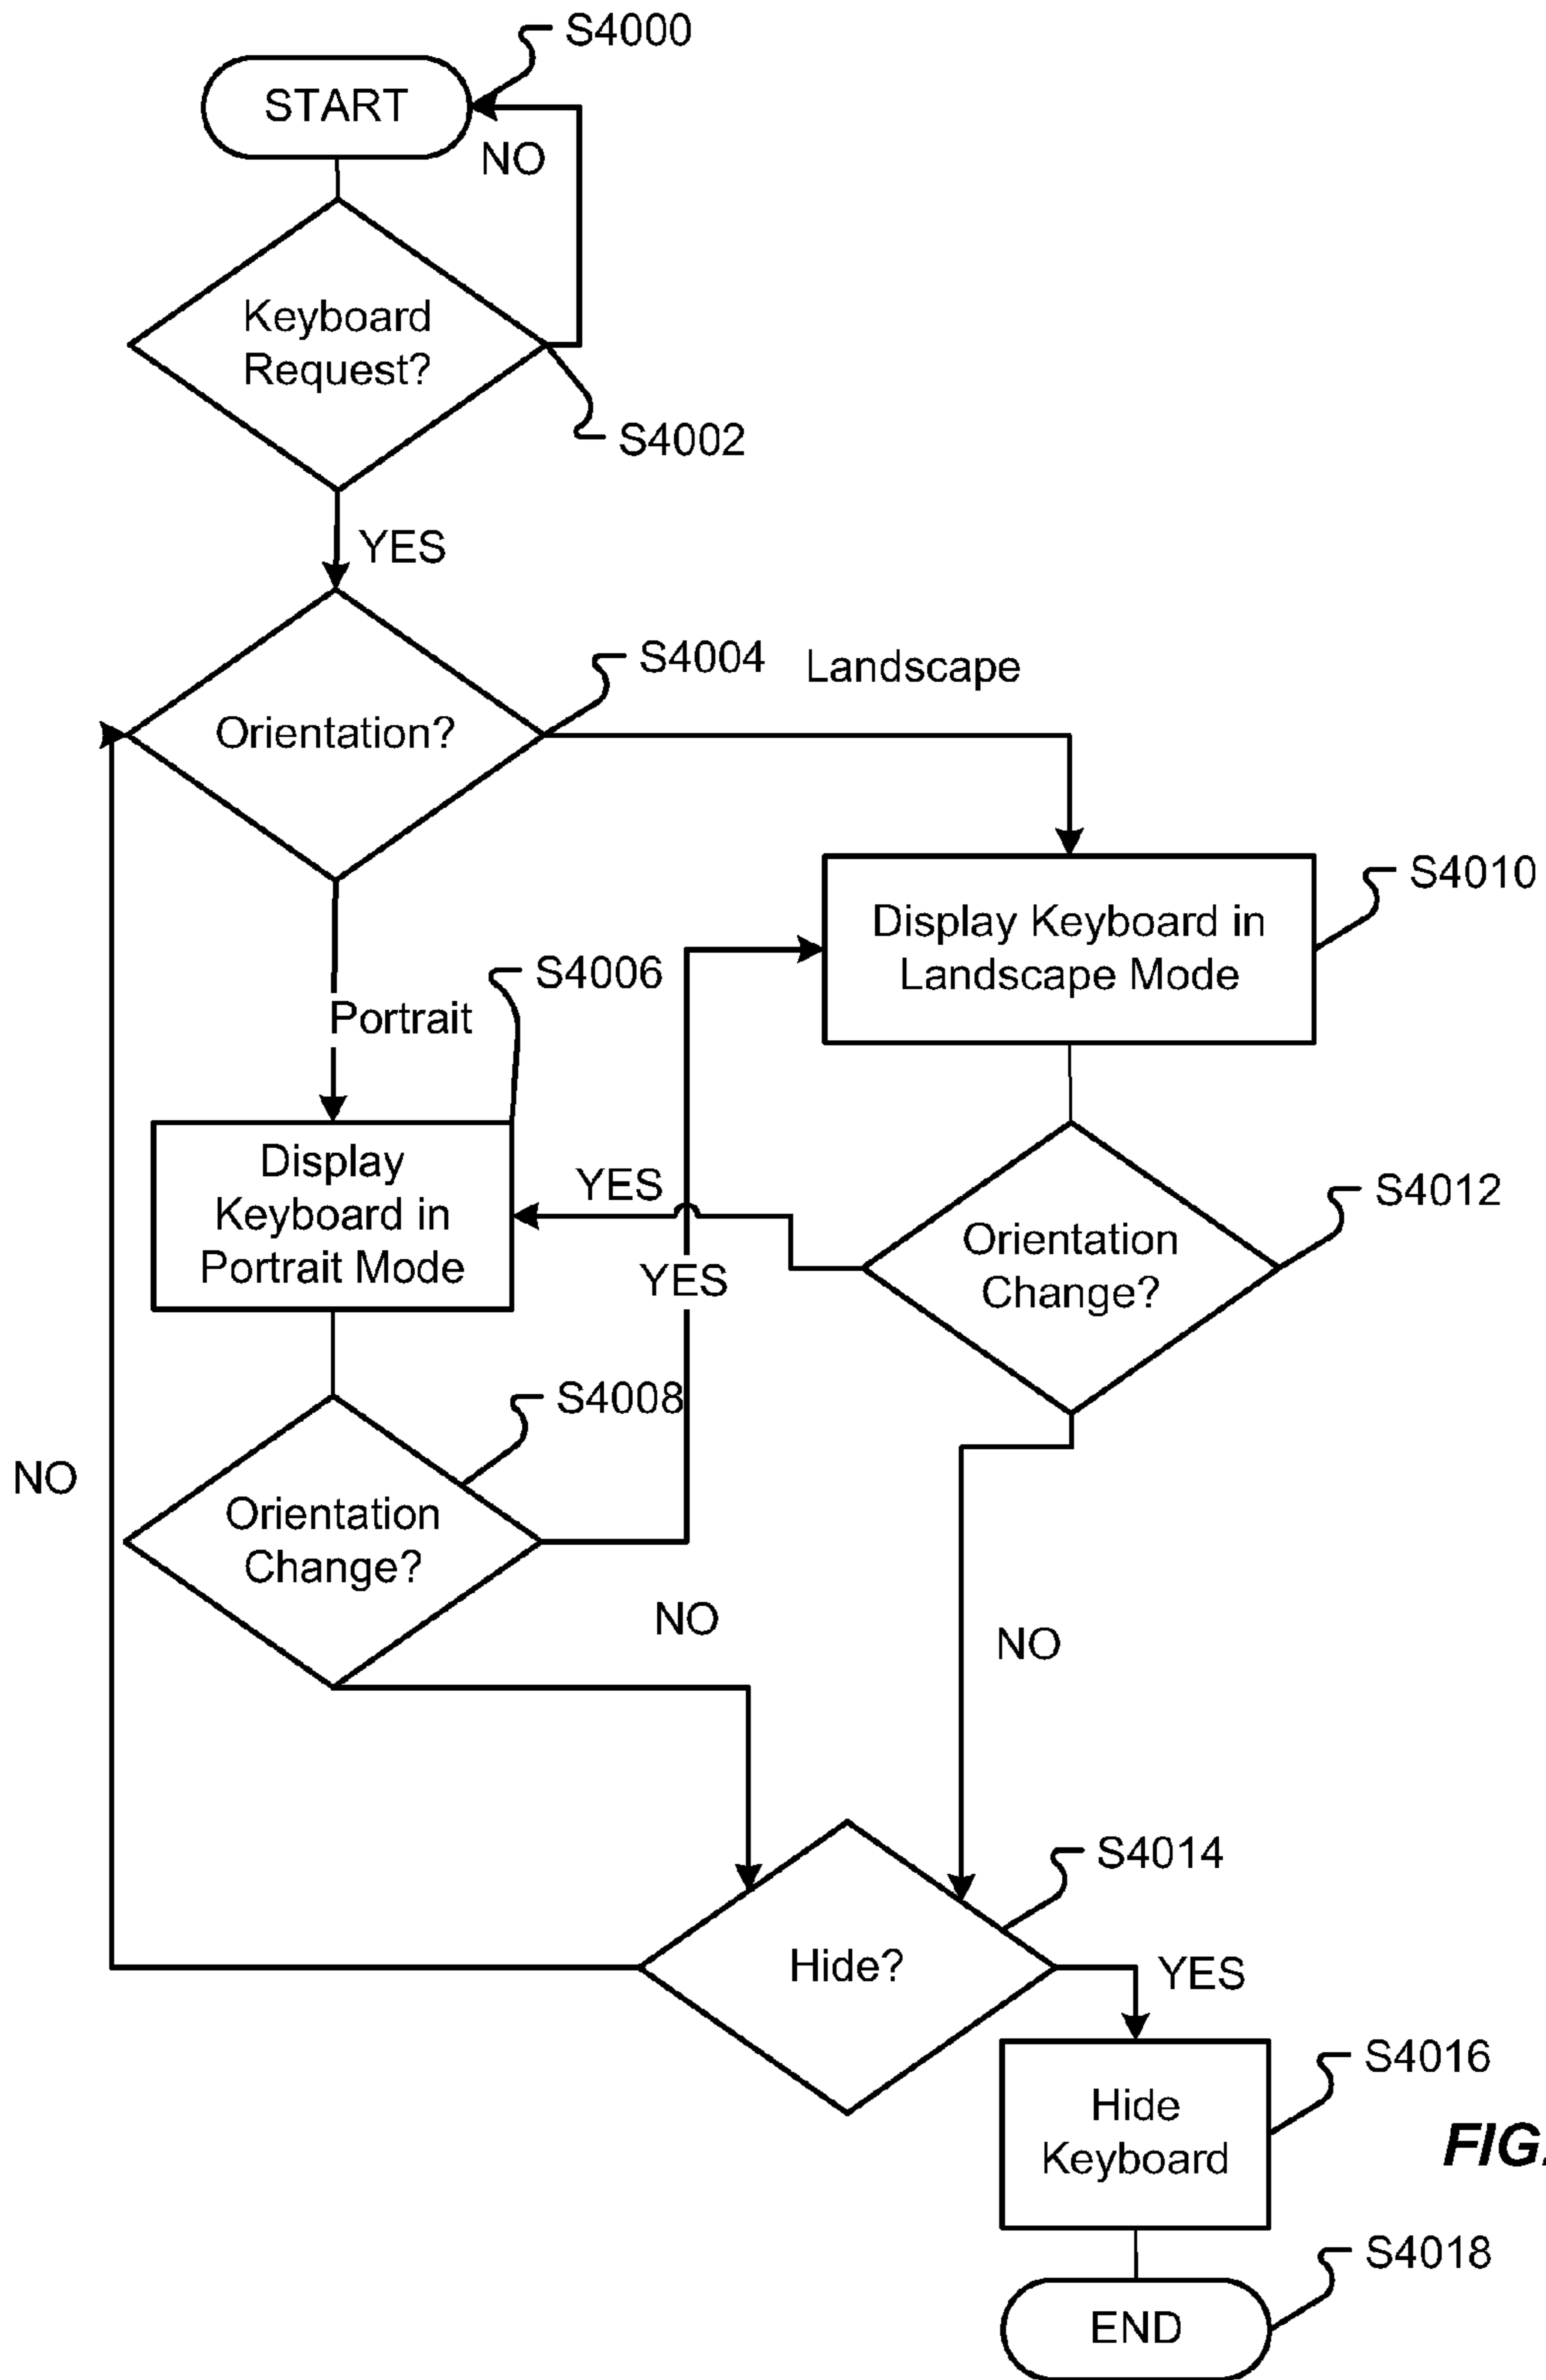 S4000
START
NO
Keyboard
Request?
S4002
YES
S4004
Landscape
Orientation?
S4010
Display Keyboard in
Landscape Mode
S4006
Portrait
Display
Keyboard in
Portrait Mode
YES
S4012
Orientation
Change?
YES
S4008
NO
Orientation
Change?
NO
NO
S4014
Hide?
YES
S4016
Hide
Keyboard
FIG.
S4018
END